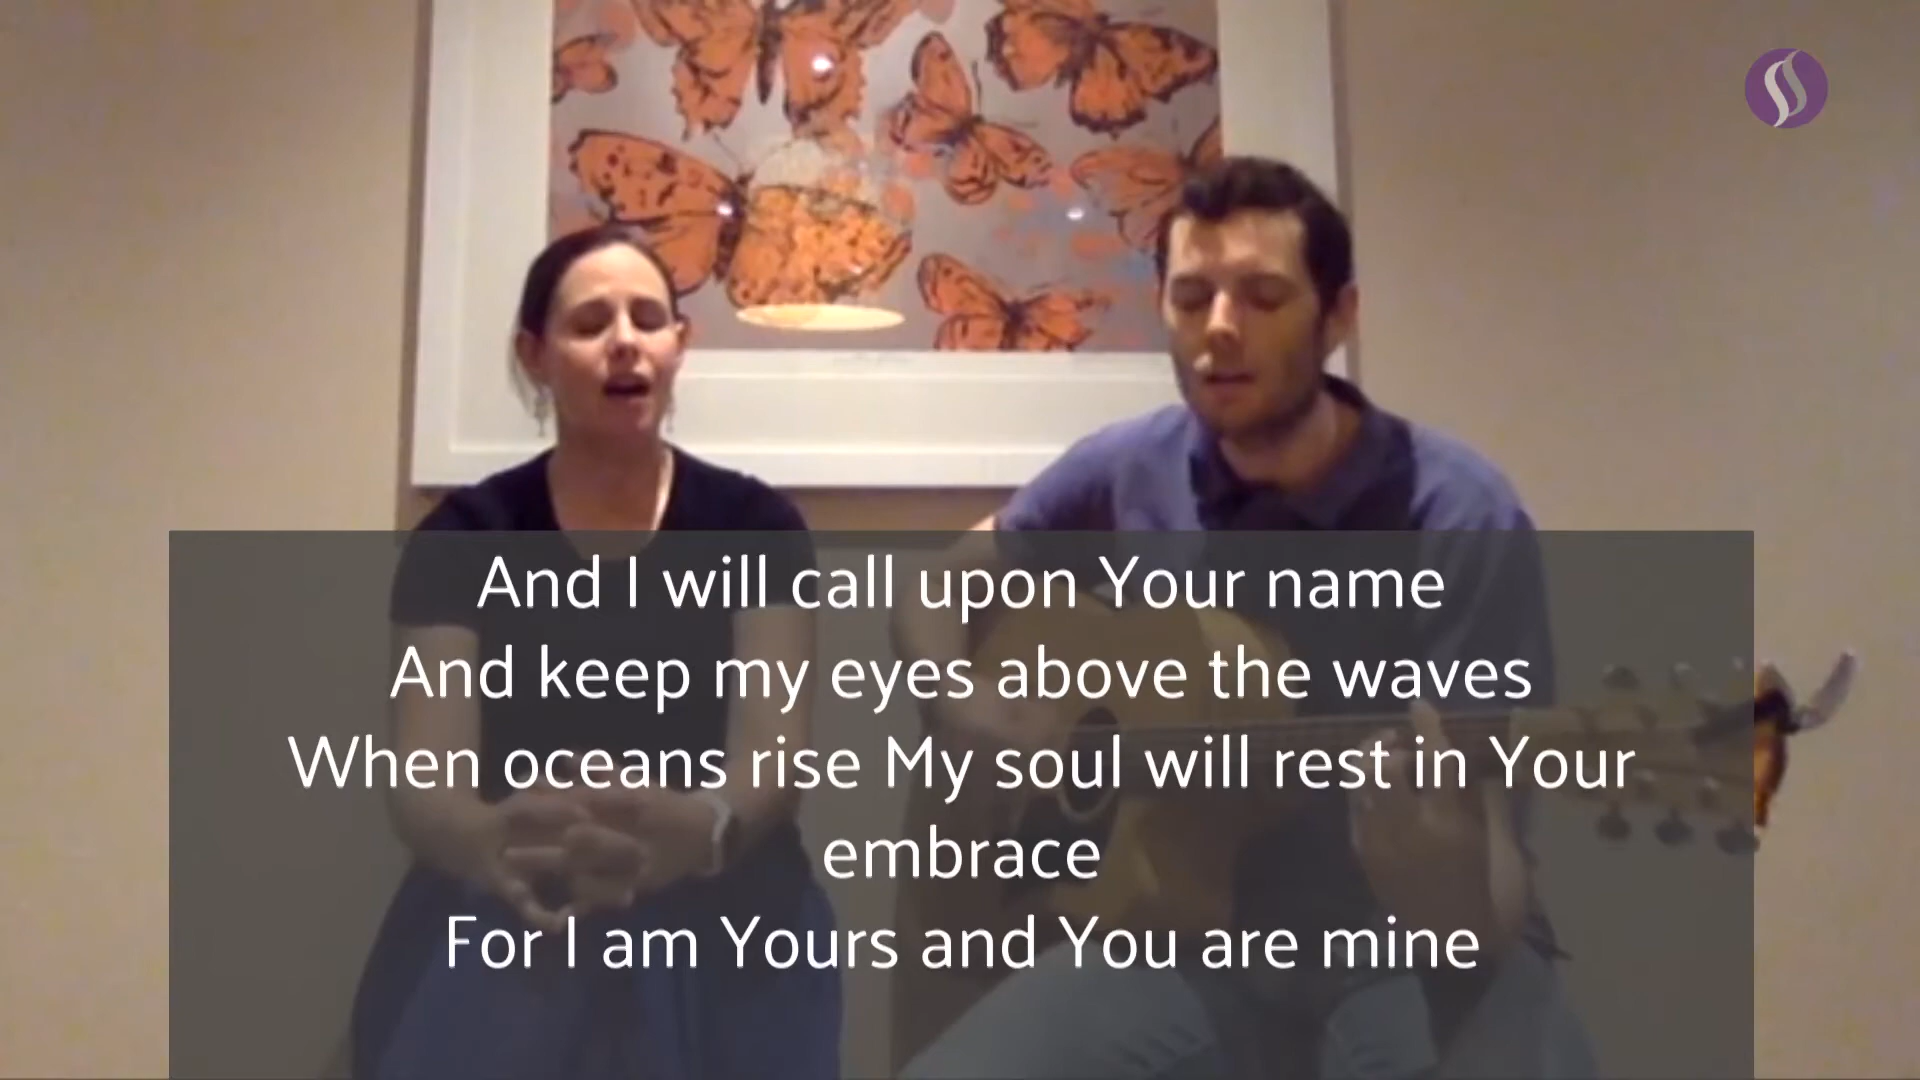 And I will call upon Your name
And keep my eyes above the waves
When oceans rise My soul will rest in Your
embrace
For I am Yours and You are mine